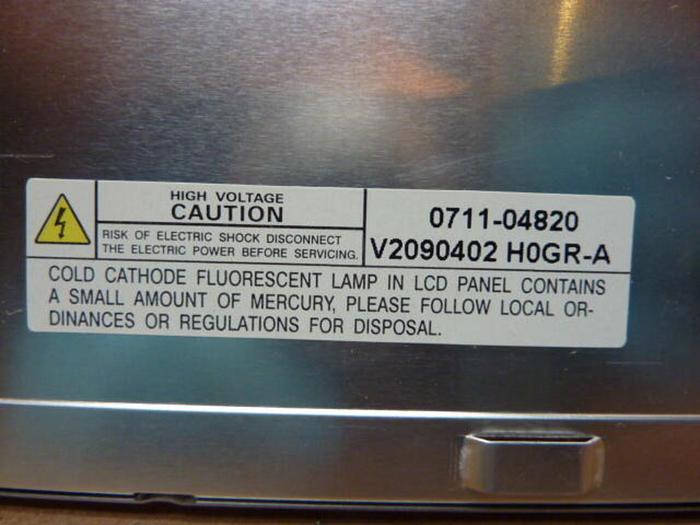 HIGH VOLTAGE
CAUTION
RISK OF ELECTRIC SHOCK DISCONNECT
THE ELECTRIC POWER BEFORE SERVICING.
0711-04820
V2090402 H0GR-A
COLD CATHODE FLUORESCENT LAMP IN LCD PANEL CONTAINS
A SMALL AMOUNT OF MERCURY, PLEASE FOLLOW LOCAL OR-
DINANCES OR REGULATIONS FOR DISPOSAL.